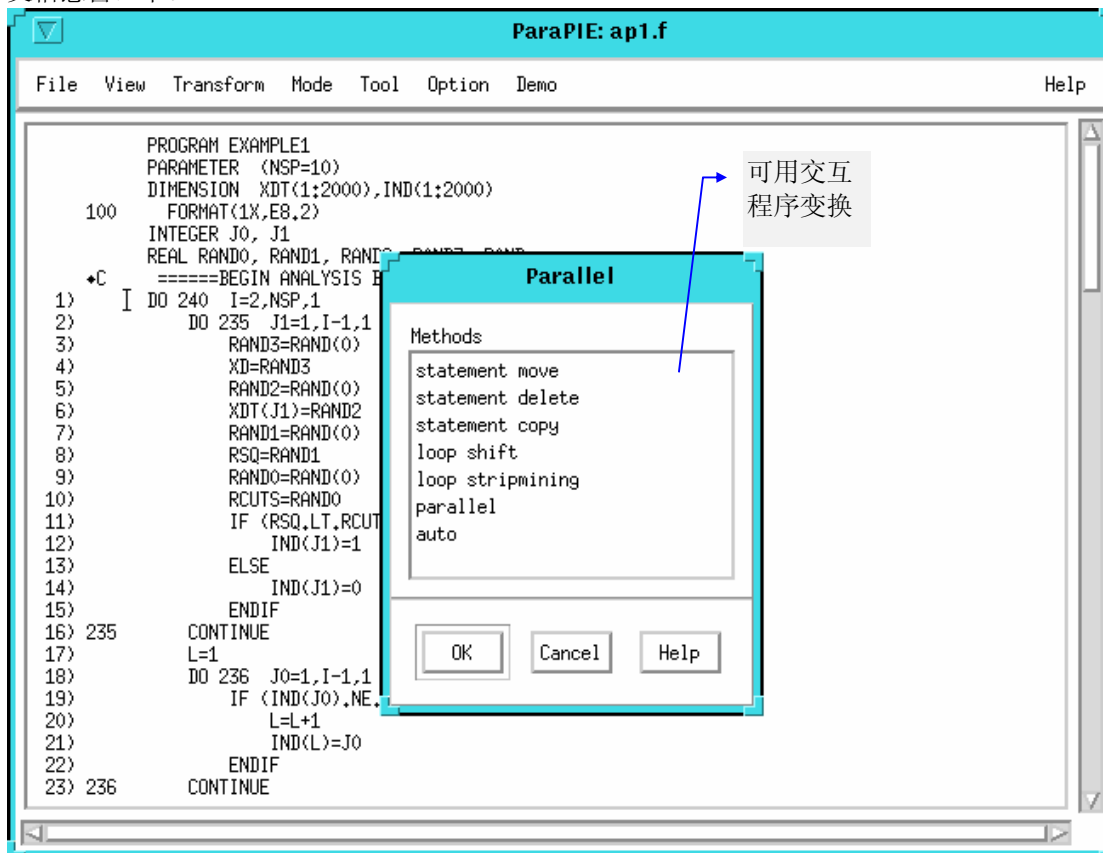 ParaPIE: ap1.f
File View Transform Mode Tool Option Demo Help
PROGRAM EXAMPLE1
PARAMETER (NSP=10)
DIMENSION XDT(1:2000),IND(1:2000)
100 FORMAT(1X,E8.2)
INTEGER J0, J1
REAL RAND0, RAND1,
◆C ======BEGIN ANALYSIS
1) DO 240 I=2,NSP,1
2) DO 235 J1=1,I-1,1
3) RAND3=RAND(0)
4) XD=RAND3
5) RAND2=RAND(0)
6) XDT(J1)=RAND2
7) RAND1=RAND(0)
8) RSQ=RAND1
9) RAND0=RAND(0)
10) RCUTS=RAND0
11) IF (RSQ.LT.RCUT
12) IND(J1)=1
13) ELSE
14) IND(J1)=0
15) ENDIF
16) 235 CONTINUE
17) L=1
18) DO 236 J0=1,I-1,1
19) IF (IND(J0).NE.
20) L=L+1
21) IND(L)=J0
22) ENDIF
23) 236 CONTINUE
可用交互
程序变换
Parallel
Methods
statement move
statement delete
statement copy
loop shift
loop stripmining
parallel
auto
OK Cancel Help